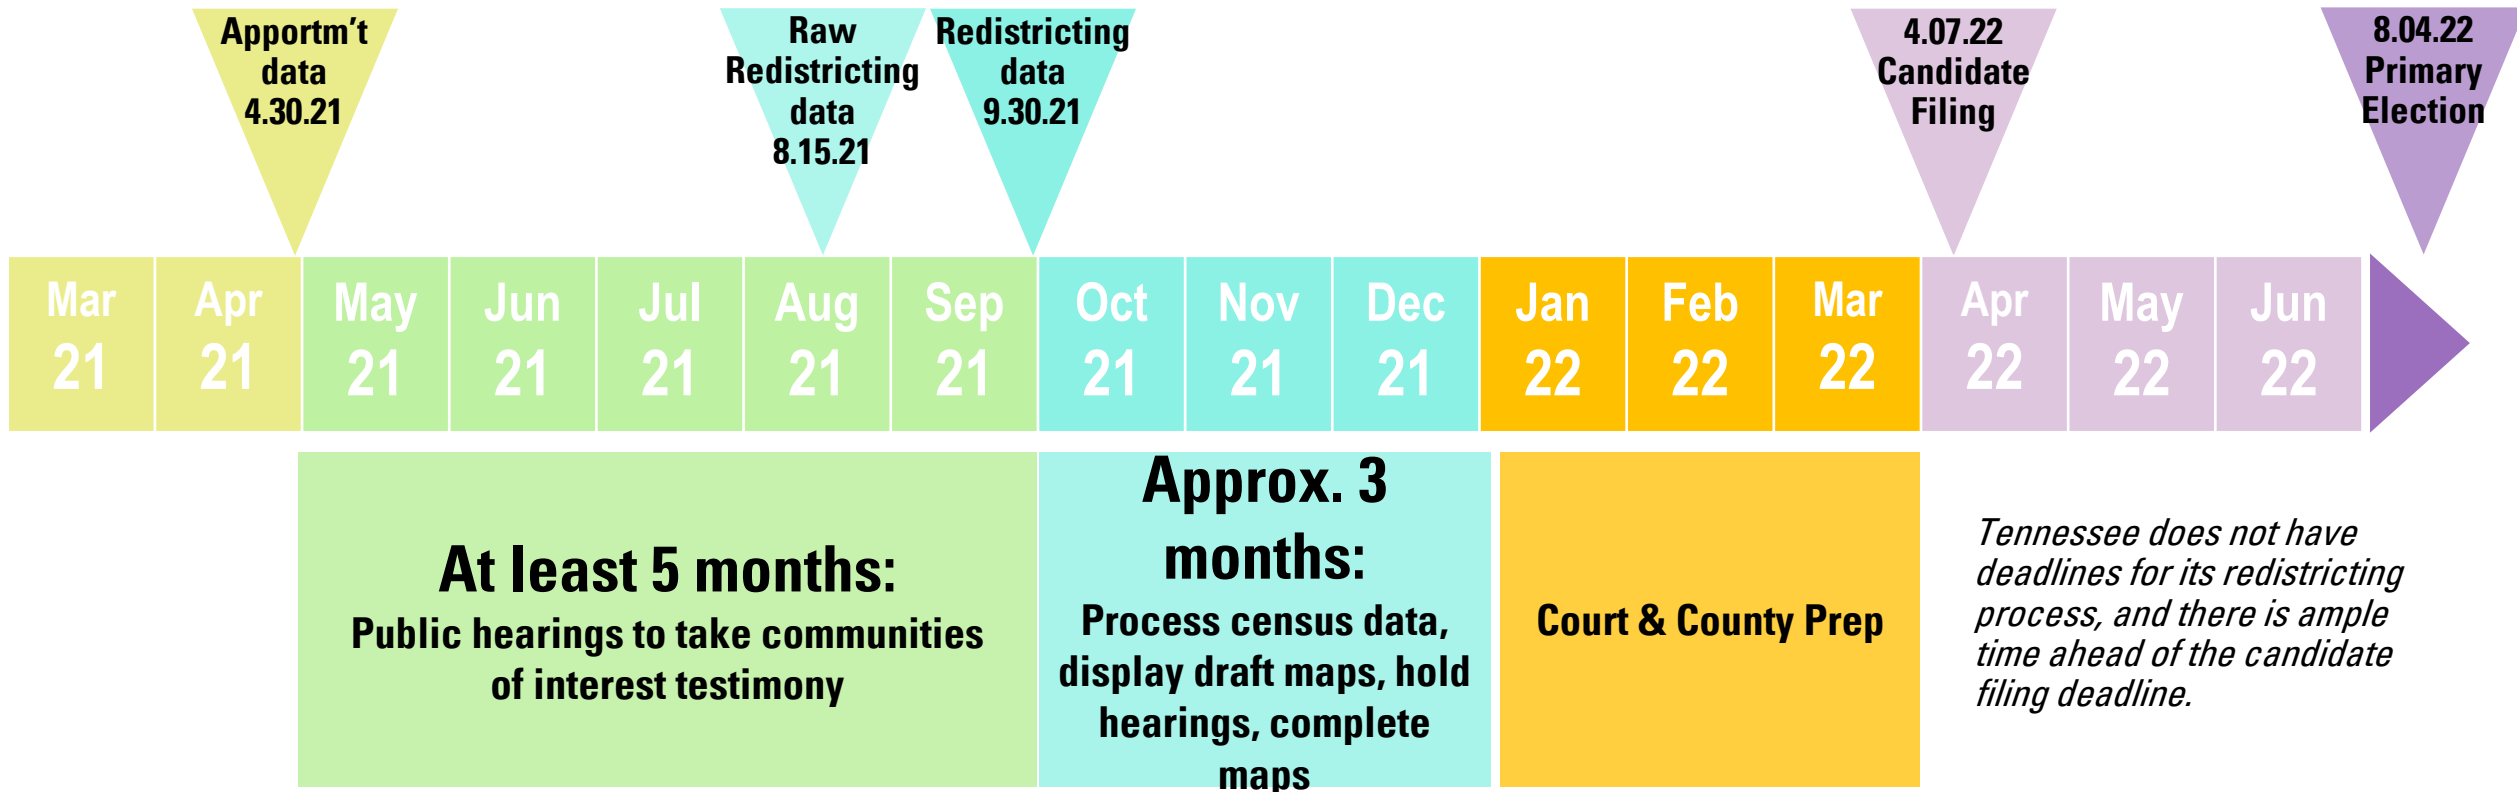 Apportm't
data
4.30.21
Raw
Redistricting
data
8.15.21
Redistricting
data
9.30.21
4.07.22
Candidate
Filing
8.04.22
Primary
Election
Mar
21
Apr
21
May
21
Jun
21
Jul
21
Aug
21
Sep
21
Oct
21
Nov
21
Dec
21
Jan
22
Feb
22
Mar
22
Apr
22
May
22
Jun
22
At least 5 months:
Public hearings to take communities
of interest testimony
Approx. 3
months:
Process census data,
display draft maps, hold
hearings, complete
maps
Court & County Prep
Tennessee does not have
deadlines for its redistricting
process, and there is ample
time ahead of the candidate
filing deadline.